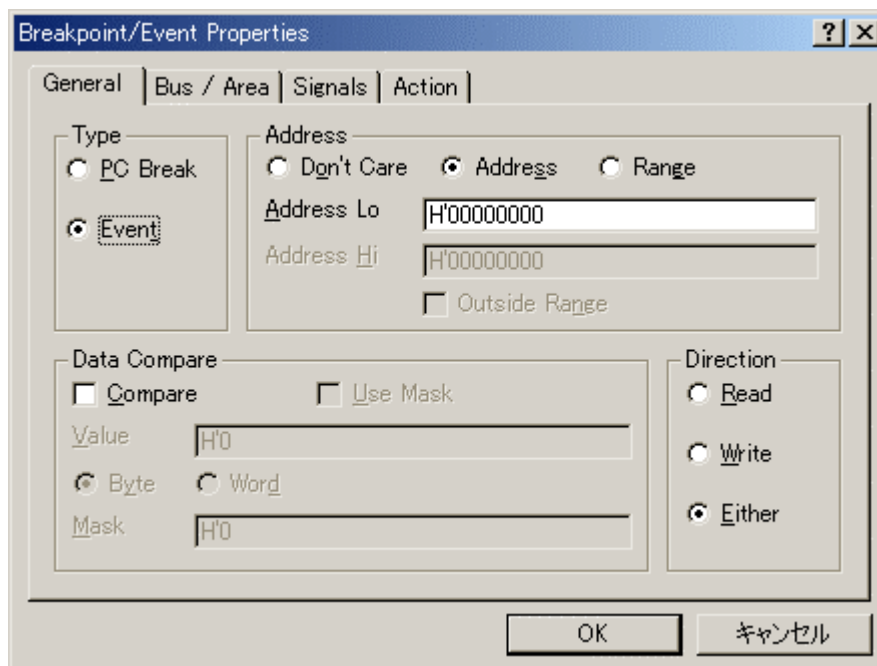 Breakpoint/Event Properties
General Bus / Area Signals Action
Type
PC Break
Event
Address
Don't Care Address Range
Address Lo H'00000000
Address Hi H'00000000
Outside Range
Data Compare
Compare Use Mask
Value H'0
Byte Word
Mask H'0
Direction
Read
Write
Either
OK キャンセル